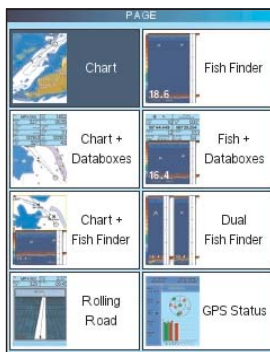 PAGE
Chart
18.6
Fish Finder
Chart +
Databoxes
16.4
Fish +
Databoxes
Chart +
Fish Finder
Dual
Fish Finder
Rolling
Road
GPS Status